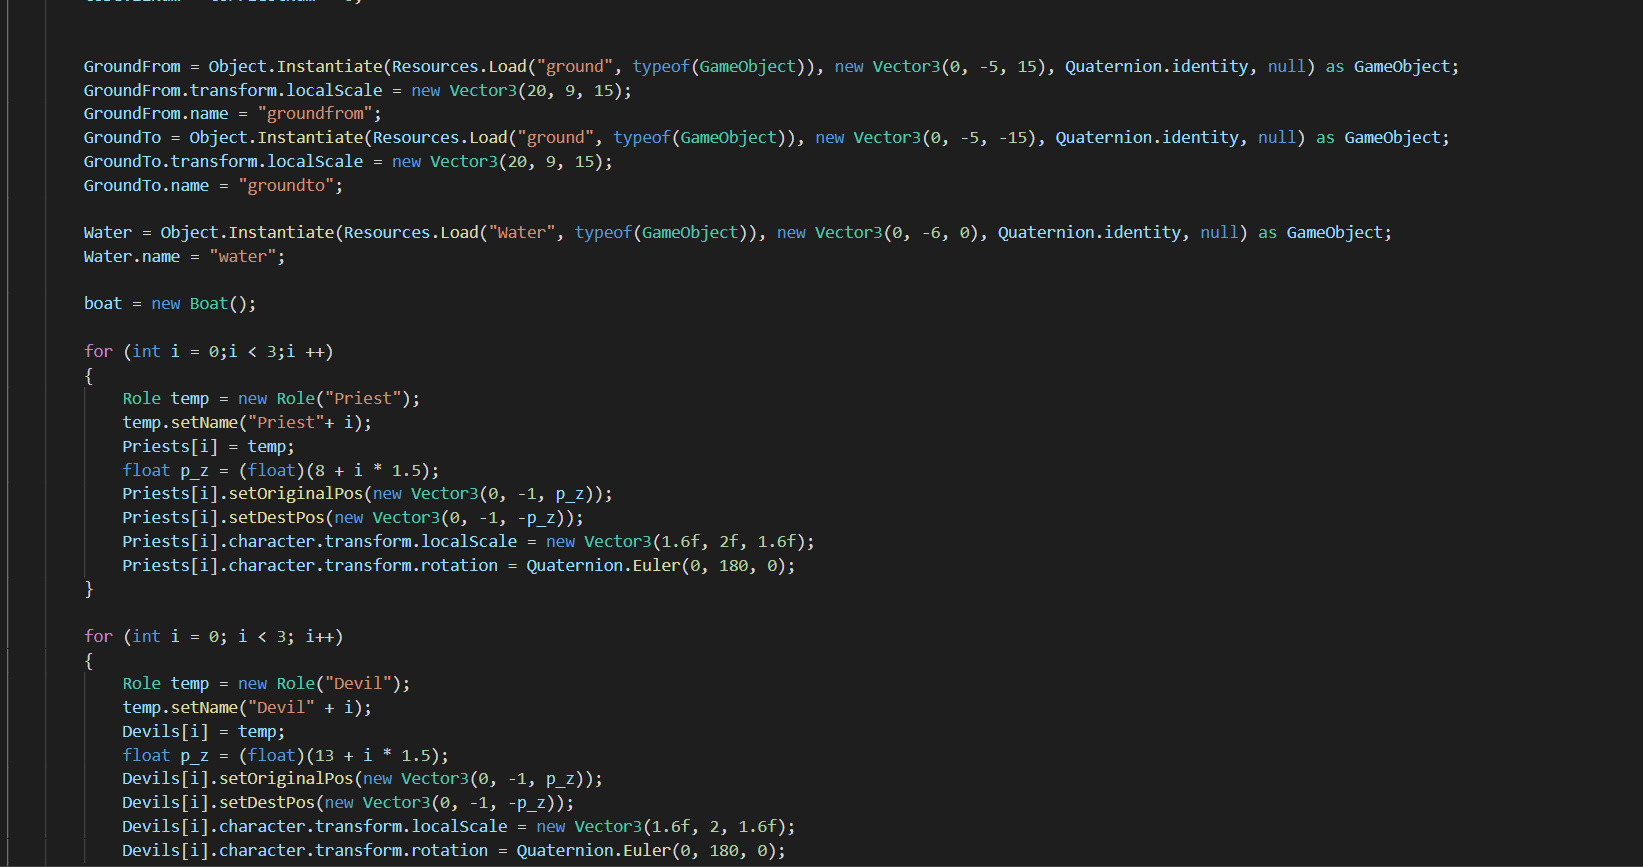 GroundFrom = Object.Instantiate(Resources.Load("ground", typeof(GameObject)), new Vector3(0, -5, 15), Quaternion.identity, null) as GameObject;
GroundFrom.transform.localScale = new Vector3(20, 9, 15);
GroundFrom.name = "groundfrom";
GroundTo = Object.Instantiate(Resources.Load("ground", typeof(GameObject)), new Vector3(0, -5, -15), Quaternion.identity, null) as GameObject;
GroundTo.transform.localScale = new Vector3(20, 9, 15);
GroundTo.name = "groundto";
Water = Object.Instantiate(Resources.Load("Water", typeof(GameObject)), new Vector3(0, -6, 0), Quaternion.identity, null) as GameObject;
Water.name = "water";
boat = new Boat();
for (int i = 0;i < 3;i ++)
{
Role temp = new Role("Priest");
temp.setName("Priest"+ i);
Priests[i] = temp;
float p_z = (float)(8 + i * 1.5);
Priests[i].setOriginalPos(new Vector3(0, -1, p_z));
Priests[i].setDestPos(new Vector3(0, -1, -p_z));
Priests[i].character.transform.localScale = new Vector3(1.6f, 2f, 1.6f);
Priests[i].character.transform.rotation = Quaternion.Euler(0, 180, 0);
}
for (int i = 0; i < 3; i++)
{
Role temp = new Role("Devil");
temp.setName("Devil" + i);
Devils[i] = temp;
float p_z = (float)(13 + i * 1.5);
Devils[i].setOriginalPos(new Vector3(0, -1, p_z));
Devils[i].setDestPos(new Vector3(0, -1, -p_z));
Devils[i].character.transform.localScale = new Vector3(1.6f, 2, 1.6f);
Devils[i].character.transform.rotation = Quaternion.Euler(0, 180, 0);